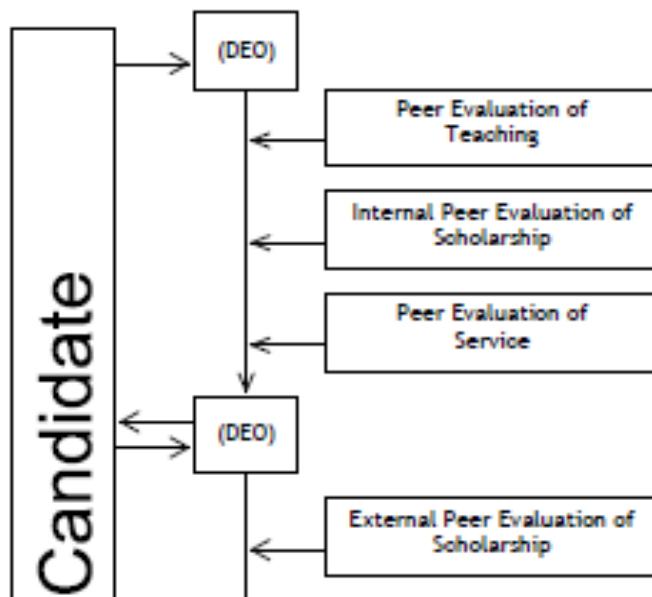 (DEO)
Peer Evaluation of
Teaching
Internal Peer Evaluation of
Scholarship
Peer Evaluation of
Service
Candidate
(DEO)
External Peer Evaluation of
Scholarship